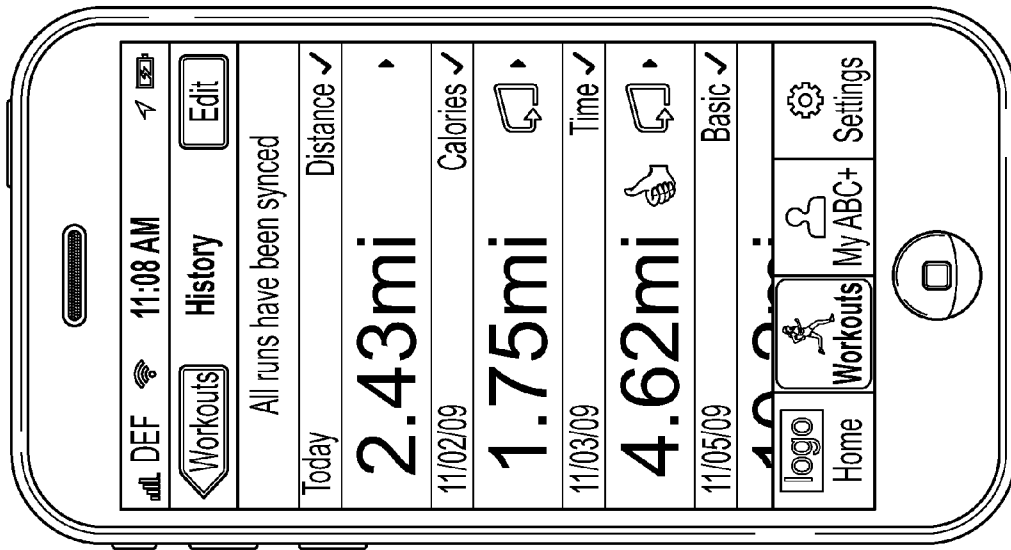 DEF 11:08 AM
Workouts History Edit
All runs have been synced
Today Distance
2.43mi
11/02/09 Calories
1.75mi
11/03/09 Time
4.62mi
11/05/09 Basic
logo
Home Workouts My ABC+ Settings